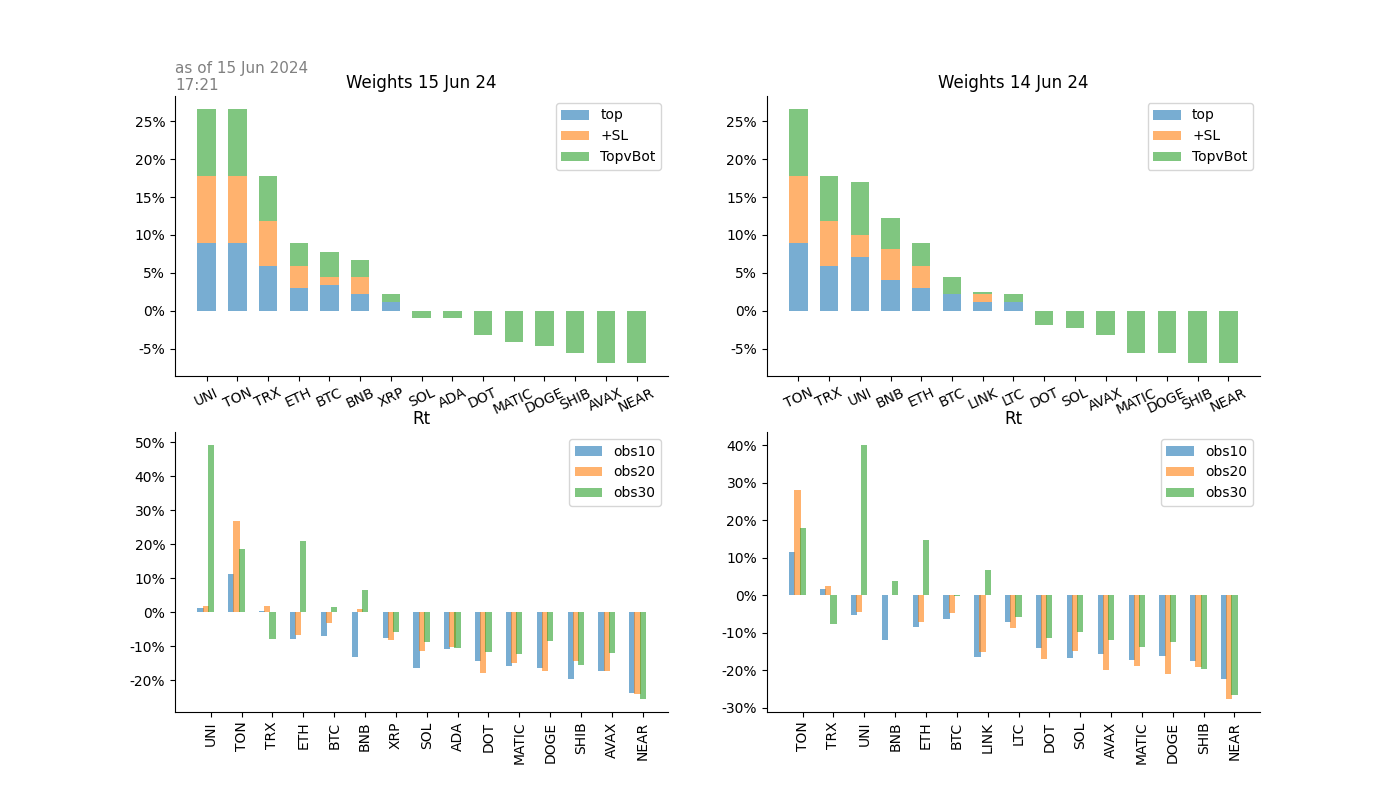 as of 15 Jun 2024
17:21
Weights 15 Jun 24
25%
20%
15%
10%
5%
0%
-5%
top
+SL
TopvBot
UNI TON TRX ETH BTC BNB XRP SOL ADA DOT MATIC DOGE SHIB AVAX NEAR
Weights 14 Jun 24
25%
20%
15%
10%
5%
0%
-5%
top
+SL
TopvBot
TON TRX UNI BNB ETH BTC LINK LTC DOT SOL AVAX MATIC DOGE SHIB NEAR
Rt
50%
40%
30%
20%
10%
0%
-10%
-20%
obs10
obs20
obs30
UNI TON TRX ETH BTC BNB XRP SOL ADA DOT MATIC DOGE SHIB AVAX NEAR
Rt
40%
30%
20%
10%
0%
-10%
-20%
-30%
obs10
obs20
obs30
TON TRX UNI BNB ETH BTC LINK LTC DOT SOL AVAX MATIC DOGE SHIB NEAR